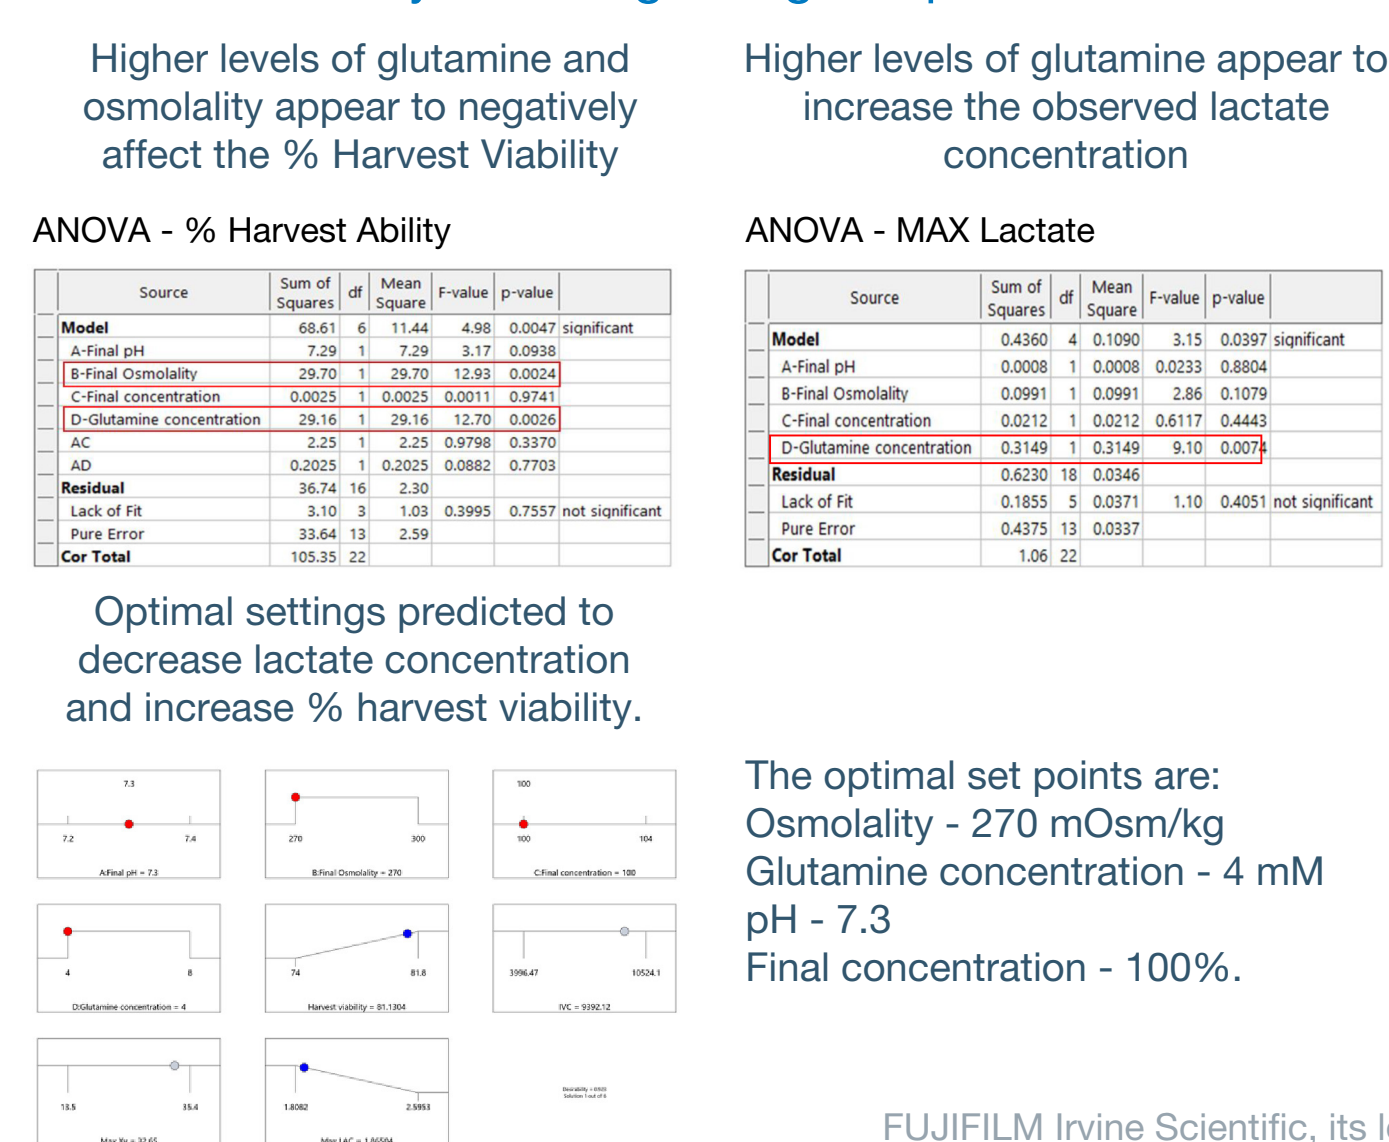 Higher levels of glutamine and
osmolality appear to negatively
affect the % Harvest Viability
ANOVA - % Harvest Ability
Source Sum of Squares df Mean Square F-value p-value
Model 68.61 6 11.44 4.98 0.0047 significant
A-Final pH 7.29 1 7.29 3.17 0.0938
B-Final Osmolality 29.70 1 29.70 12.93 0.0024
C-Final concentration 0.0025 1 0.0025 0.0011 0.9741
D-Glutamine concentration 29.16 1 29.16 12.70 0.0026
AC 2.25 1 2.25 0.9798 0.3370
AD 0.2025 1 0.2025 0.0882 0.7703
Residual 36.74 16 2.30
Lack of Fit 3.10 3 1.03 0.3995 0.7557 not significant
Pure Error 33.64 13 2.59
Cor Total 105.35 22
Higher levels of glutamine appear to
increase the observed lactate
concentration
ANOVA - MAX Lactate
Source Sum of Squares df Mean Square F-value p-value
Model 0.4360 4 0.1090 3.15 0.0397 significant
A-Final pH 0.0008 1 0.0008 0.0233 0.8804
B-Final Osmolality 0.0991 1 0.0991 2.86 0.1079
C-Final concentration 0.0212 1 0.0212 0.6117 0.4443
D-Glutamine concentration 0.3149 1 0.3149 9.10 0.0074
Residual 0.6230 18 0.0346
Lack of Fit 0.1855 5 0.0371 1.10 0.4051 not significant
Pure Error 0.4375 13 0.0337
Cor Total 1.06 22
Optimal settings predicted to
decrease lactate concentration
and increase % harvest viability.
7.3
7.2 7.4
A:Final pH = 7.3
270 300
B:Final Osmolality = 270
100
100 104
C:Final concentration = 100
4 8
D:Glutamine concentration = 4
74 81.8
Harvest viability = 81.1304
3996.47 10524.1
IVC = 9392.12
13.5 35.4
1.8082 2.5953
Solution 1 out of 6
The optimal set points are:
Osmolality - 270 mOsm/kg
Glutamine concentration - 4 mM
pH - 7.3
Final concentration - 100%.
FUJIFILM Irvine Scientific, its